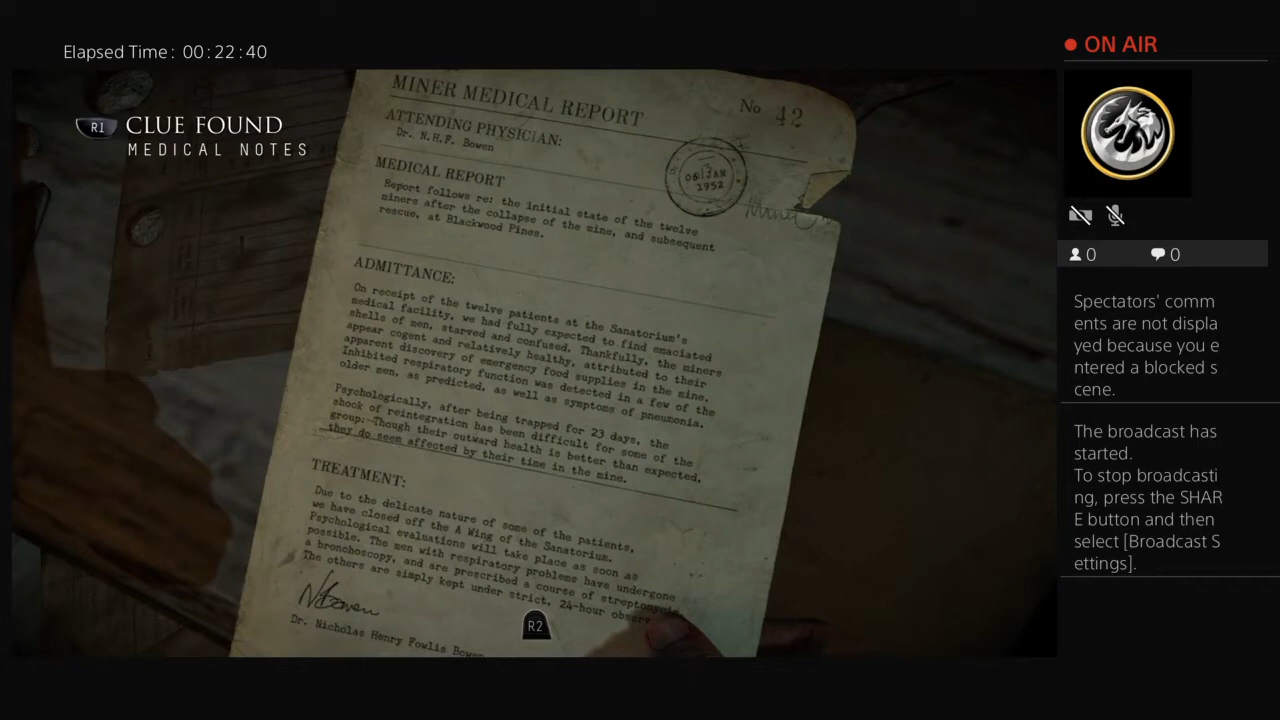 Elapsed Time: 00:22:40
ON AIR
R1 CLUE FOUND
MEDICAL NOTES
MINER MEDICAL REPORT
No 42
ATTENDING PHYSICIAN:
Dr. N.H.F. Bowen
MEDICAL REPORT
JAN
1952
Report follows re: the initial state of the twelve
miners after the collapse of the mine, and subsequent
rescue, at Blackwood Pines.
ADMITTANCE:
On receipt of the twelve patients at the Sanatorium's
medical facility, we had fully expected to find emaciated
shells of men, starved and confused. Thankfully, the miners
appear cogent and relatively healthy, attributed to their
apparent discovery of emergency food supplies in the mine.
Inhibited respiratory function was detected in a few of the
older men, as predicted, as well as symptoms of pneumonia.
Psychologically, after being trapped for 23 days, the
shock of reintegration has been difficult for some of the
group. Though their outward health is better than expected,
they do seem affected by their time in the mine.
TREATMENT:
Due to the delicate nature of some of the patients,
we have closed off the A Wing of the Sanatorium.
Psychological evaluations will take place as soon as
possible. The men with respiratory problems have undergone
a bronchoscopy, and are prescribed a course of streptomycin
The others are simply kept under strict, 24-hour observ
NBowen
Dr. Nicholas Henry Fowlis Bowen
R2
0 0
Spectators' comm
ents are not displa
yed because you e
ntered a blocked s
cene.
The broadcast has
started.
To stop broadcasti
ng, press the SHAR
E button and then
select [Broadcast S
ettings].